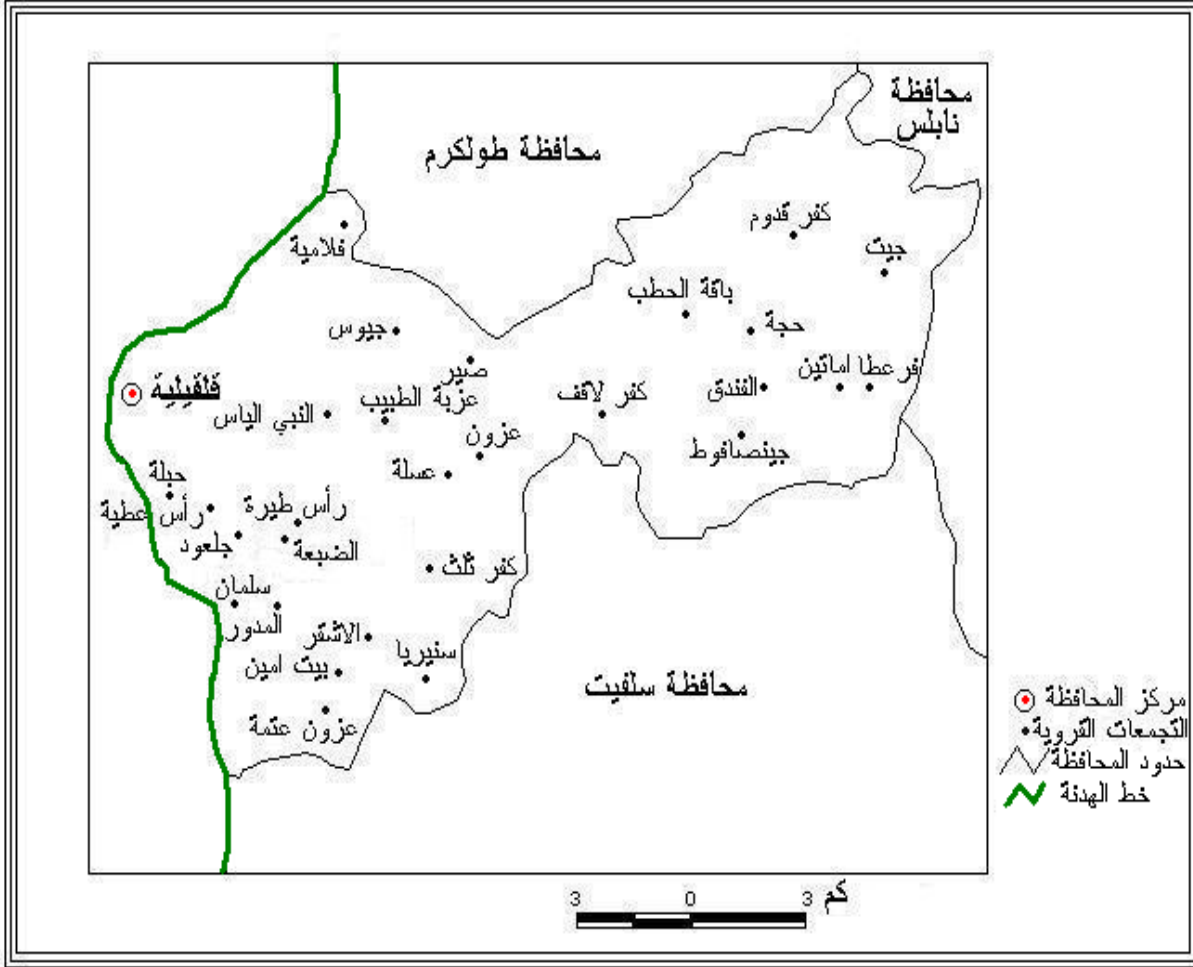 محافظة
نابلس
محافظة طولكرم
كفر قدوم
فلامية
جيت
باقة الحطب
جيوس
حجة
صير
فرعطا
اماتين
قلقيلية
الفندق
كفر لاقف
عزبة الطبيب
النبي الياس
عزون
جينصافوط
حبلة
عسلة
رأس عطية
رأس طيرة
جلعود
الضبعة
كفر ثلث
سلمان
المدور
الاشقر
سنيريا
بيت امين
محافظة سلفيت
عزون عتمة
مركز المحافظة
التجمعات القروية
حدود المحافظة
خط الهدنة
3 0 3 كم